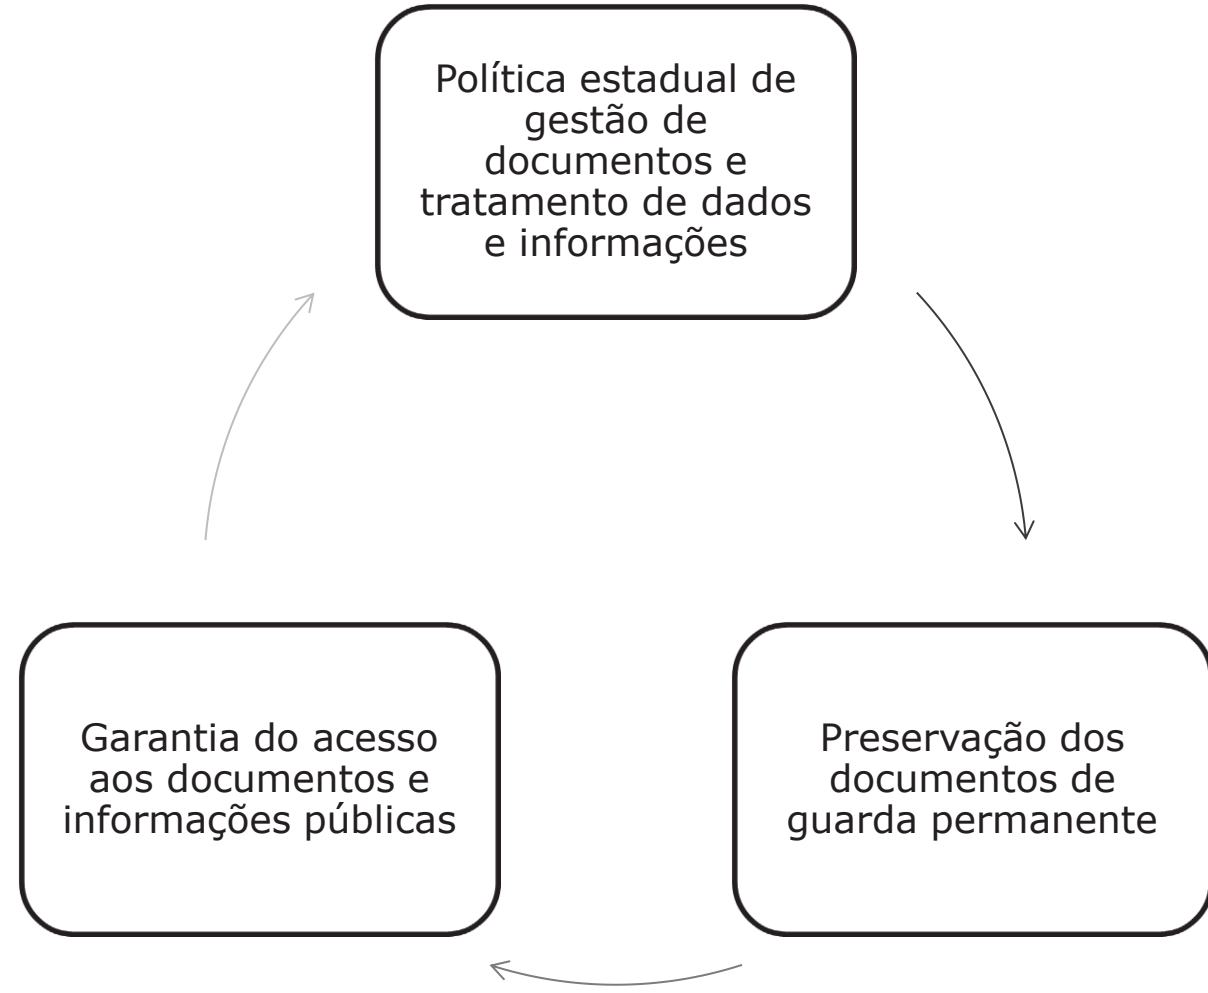 Política estadual de
gestão de
documentos e
tratamento de dados
e informações
Garantia do acesso
aos documentos e
informações públicas
Preservação dos
documentos de
guarda permanente